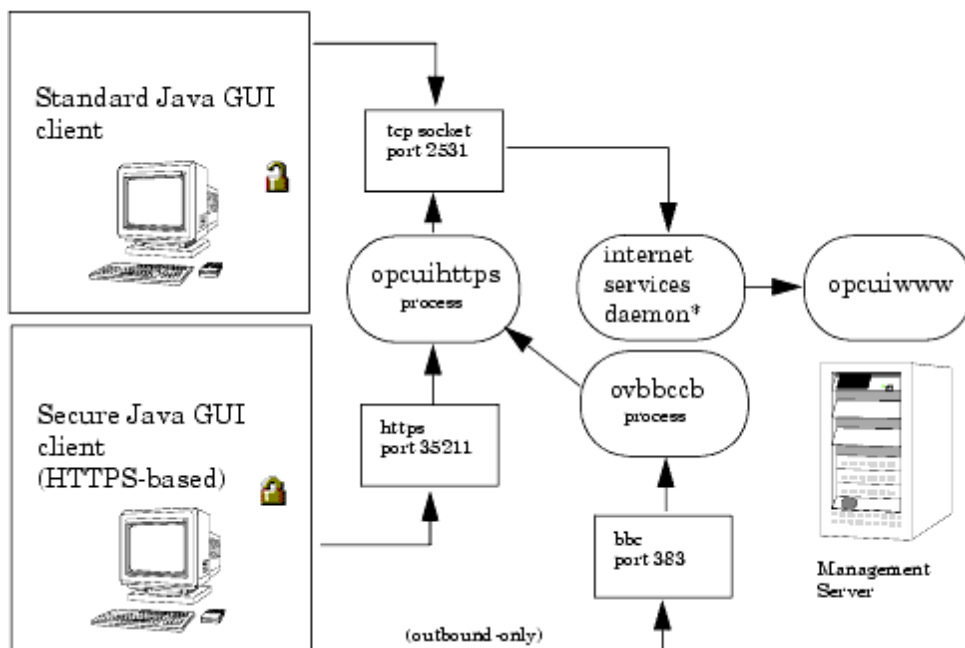 Standard Java GUI
client
tcp socket
port 2531
opcuihttps
process
internet
services
daemon*
opcuiwww
ovbbccb
process
Secure Java GUI
client
(HTTPS-based)
https
port 35211
bbc
port 383
Management
Server
(outbound-only)